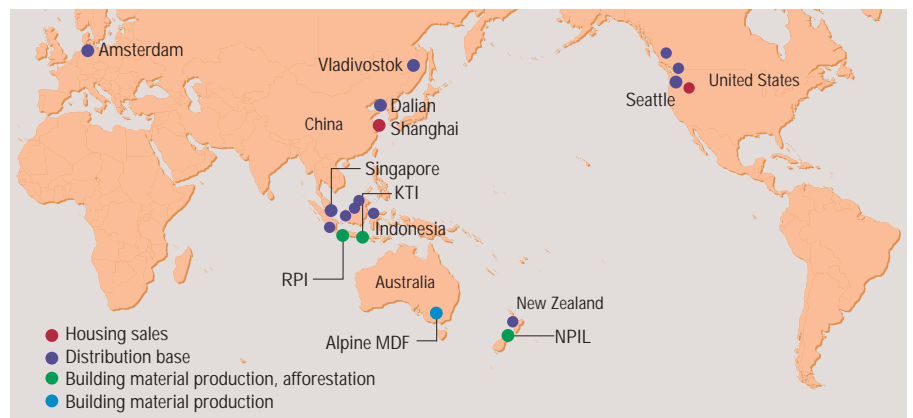 Amsterdam
Vladivostok
United States
Seattle
Dalian
China
Shanghai
Singapore
KTI
Indonesia
RPI
Australia
New Zealand
Alpine MDF
NPIL
Housing sales
Distribution base
Building material production, afforestation
Building material production